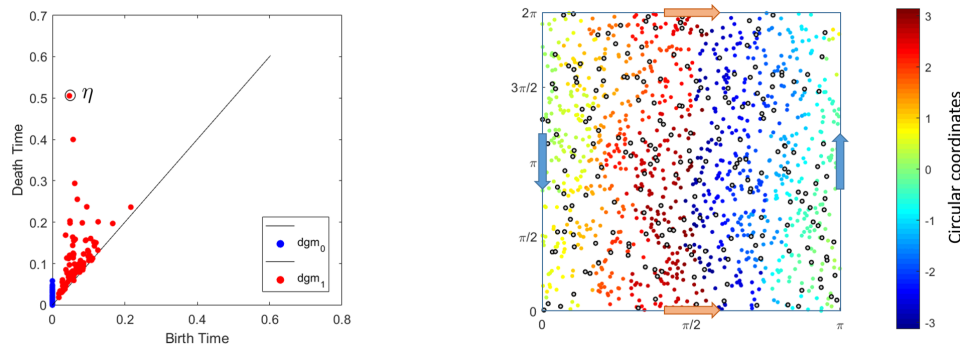 0.7
0.6
0.5
0.4
0.3
0.2
0.1
0
Death Time
η
dgm₀
dgm₁
0 0.2 0.4 0.6 0.8
Birth Time
2π
3π/2
π
π/2
0
0 π/2 π
3
2
1
0
-1
-2
-3
Circular coordinates